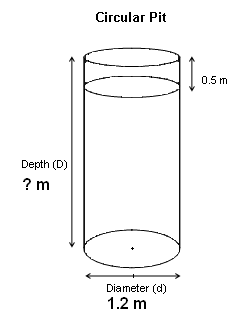 Circular Pit
0.5 m
Depth (D)
? m
Diameter (d)
1.2 m